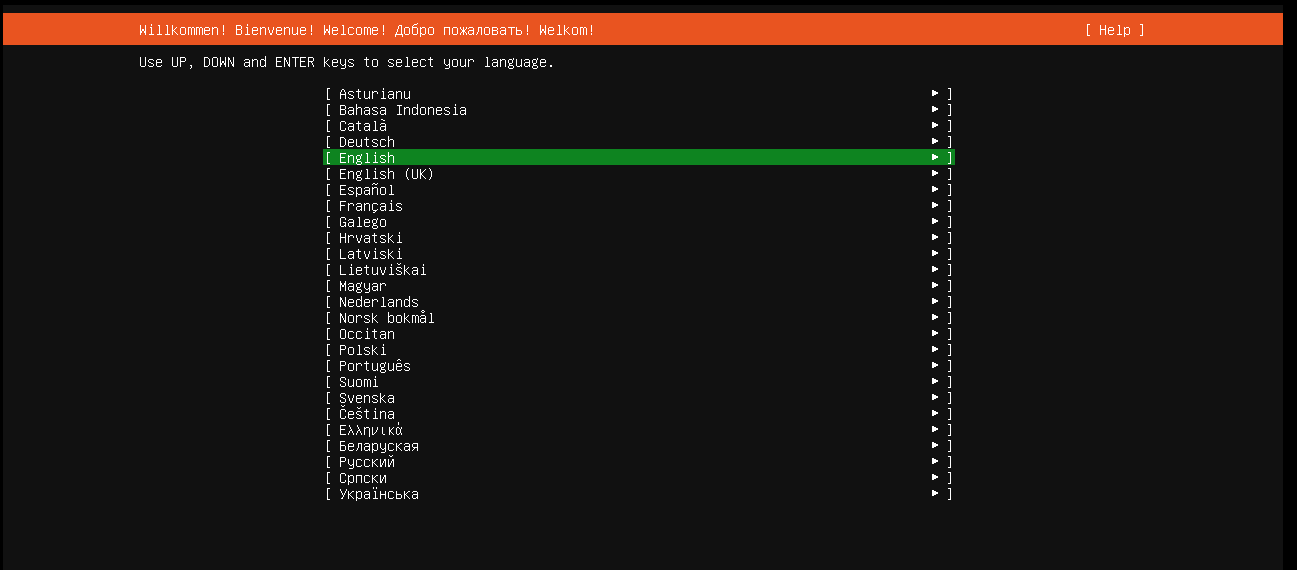 Willkommen! Bienvenue! Welcome! Добро пожаловать! Welkom! [ Help ]
Use UP, DOWN and ENTER keys to select your language.
[ Asturianu ► ]
[ Bahasa Indonesia ► ]
[ Català ► ]
[ Deutsch ► ]
[ English ► ]
[ English (UK) ► ]
[ Español ► ]
[ Français ► ]
[ Galego ► ]
[ Hrvatski ► ]
[ Latviski ► ]
[ Lietuviškai ► ]
[ Magyar ► ]
[ Nederlands ► ]
[ Norsk bokmål ► ]
[ Occitan ► ]
[ Polski ► ]
[ Português ► ]
[ Suomi ► ]
[ Svenska ► ]
[ Čeština ► ]
[ Ελληνικά ► ]
[ Беларуская ► ]
[ Русский ► ]
[ Српски ► ]
[ Українська ► ]